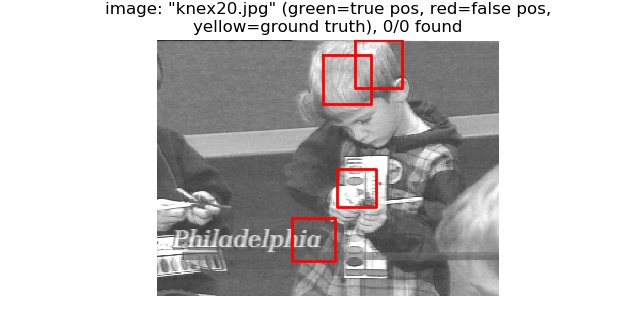 image: "knex20.jpg" (green=true pos, red=false pos,
yellow=ground truth), 0/0 found
Philadelphia